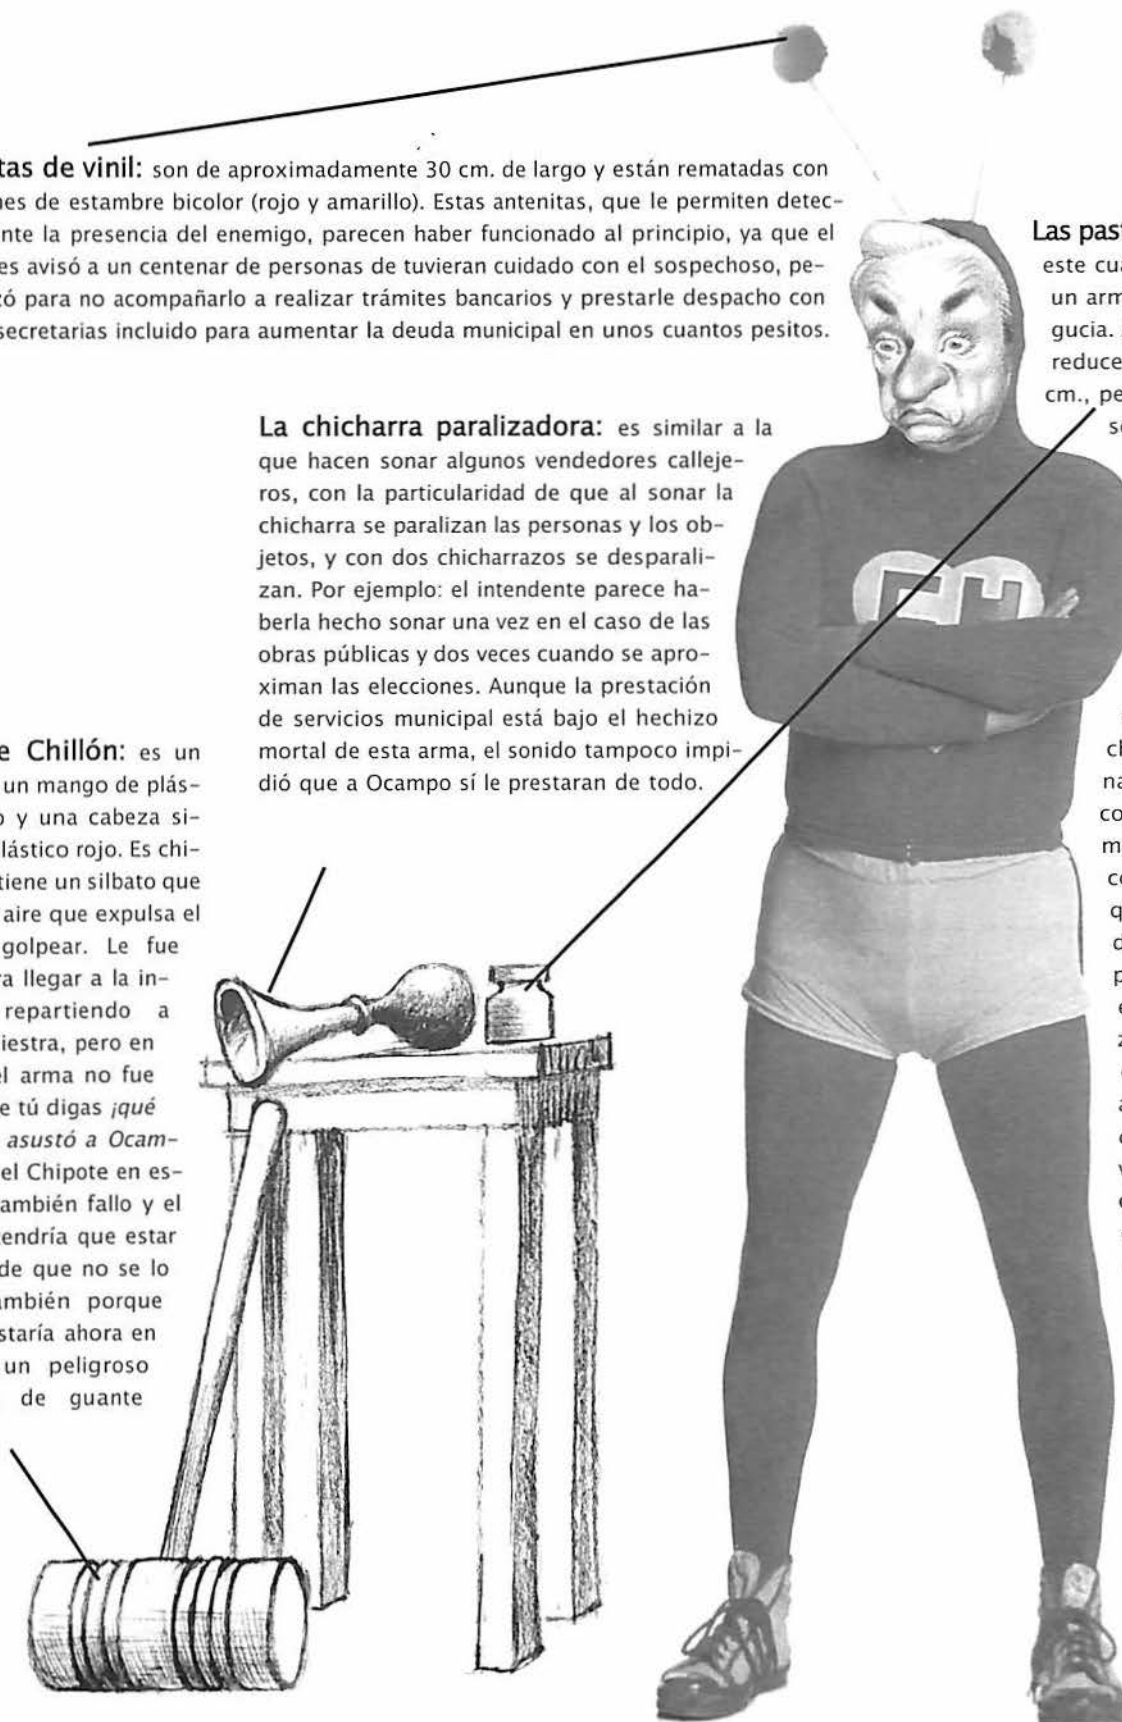 tas de vinil: son de aproximadamente 30 cm. de largo y están rematadas con
nes de estambre bicolor (rojo y amarillo). Estas antenitas, que le permiten detec-
nte la presencia del enemigo, parecen haber funcionado al principio, ya que el
es avisó a un centenar de personas de tuvieran cuidado con el sospechoso, pe-
zó para no acompañarlo a realizar trámites bancarios y prestarle despacho con
secretarias incluido para aumentar la deuda municipal en unos cuantos pesitos.
La chicharra paralizadora: es similar a la
que hacen sonar algunos vendedores calleje-
ros, con la particularidad de que al sonar la
chicharra se paralizan las personas y los ob-
jetos, y con dos chicharrazos se desparali-
zan. Por ejemplo: el intendente parece ha-
berla hecho sonar una vez en el caso de las
obras públicas y dos veces cuando se apro-
ximan las elecciones. Aunque la prestación
de servicios municipal está bajo el hechizo
mortal de esta arma, el sonido tampoco impi-
dió que a Ocampo sí le prestaran de todo.
e Chillón: es un
un mango de plás-
o y una cabeza si-
lástico rojo. Es chi-
tiene un silbato que
aire que expulsa el
golpear. Le fue
ra llegar a la in-
repartiendo a
iestra, pero en
el arma no fue
e tú digas ¡qué
asustó a Ocam-
el Chipote en es-
ambién fallo y el
endría que estar
de que no se lo
ambién porque
staría ahora en
un peligroso
de guante
Las past
este cua
un arm
gucia.
reduce
cm., pe
se
CH
ch
na
co
m
co
q
d
p
e
z
a
v
e